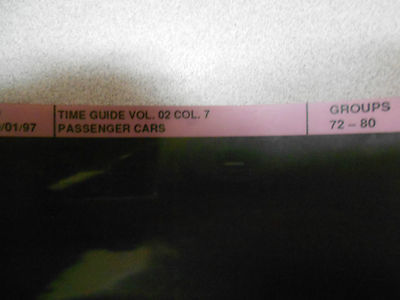 /01/97
TIME GUIDE VOL. 02 COL. 7
PASSENGER CARS
GROUPS
72 – 80